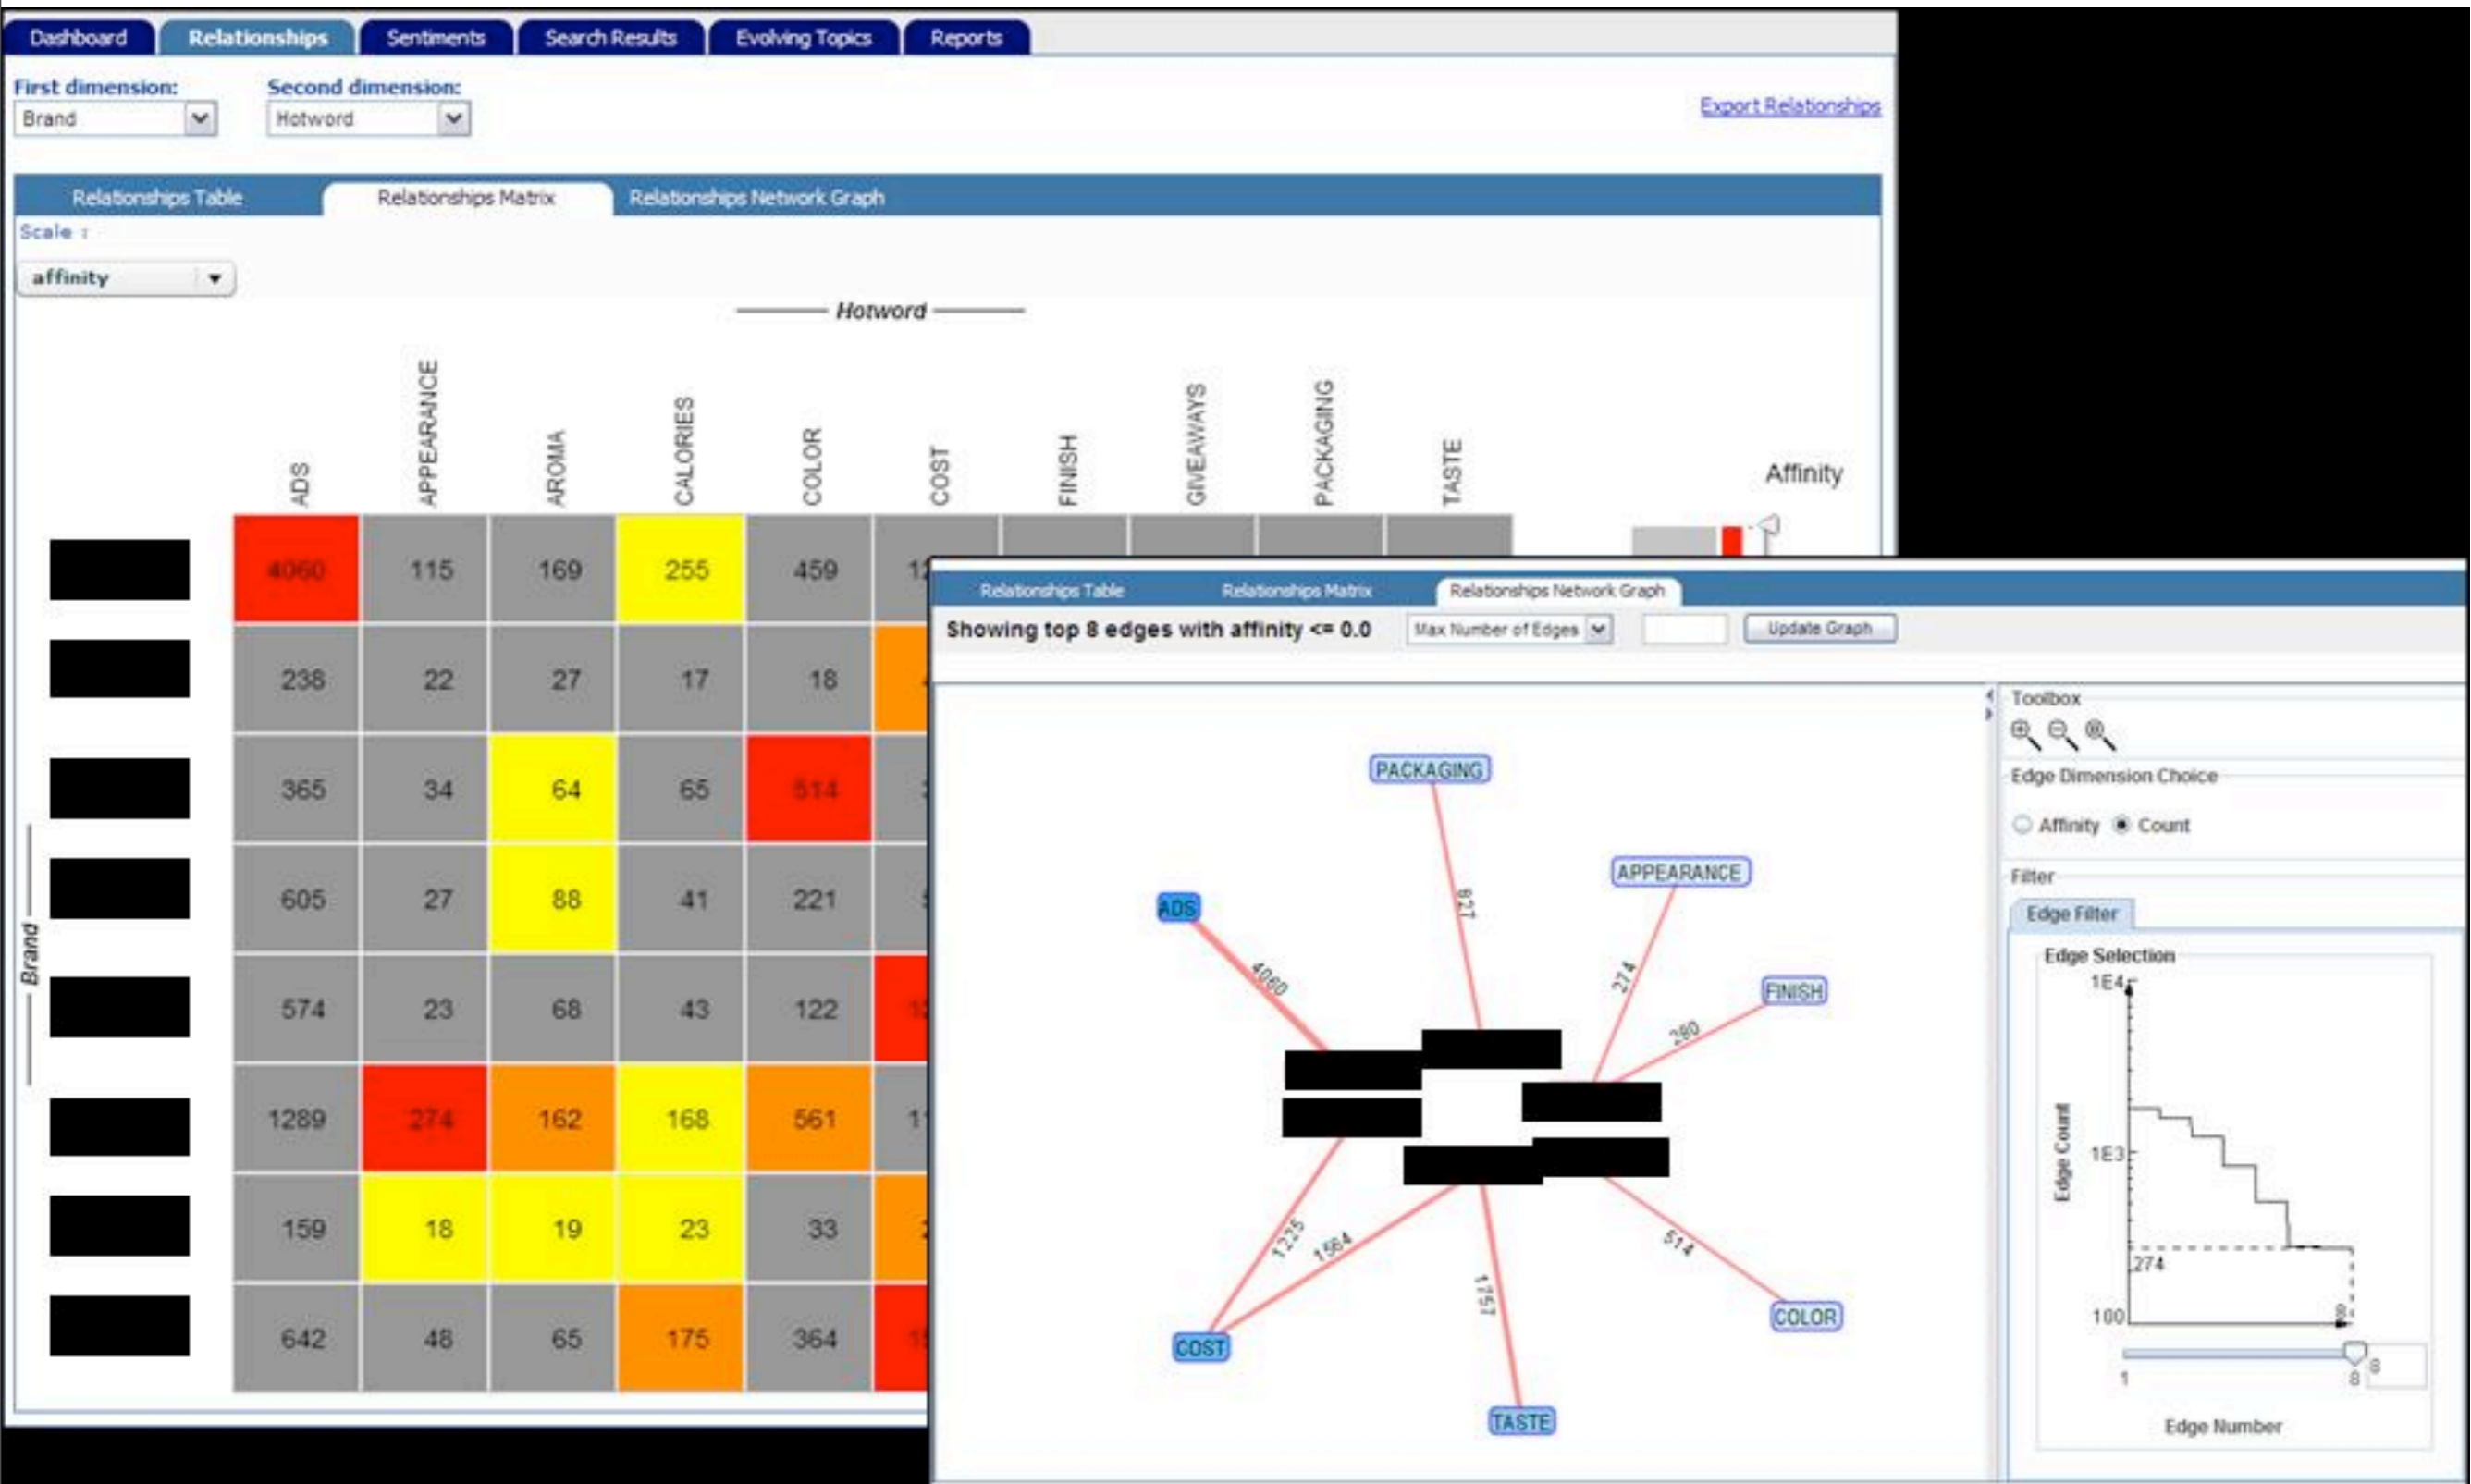 Dashboard Relationships Sentiments Search Results Evolving Topics Reports
First dimension: Second dimension:
Brand Hotword
Export Relationships
Relationships Table Relationships Matrix Relationships Network Graph
Scale :
affinity
Hotword
ADS APPEARANCE AROMA CALORIES COLOR COST FINISH GIVEAWAYS PACKAGING TASTE
Affinity
Brand
4060 115 169 255 459
238 22 27 17 18
365 34 64 65 514
605 27 88 41 221
574 23 68 43 122
1289 274 162 168 561
159 18 19 23 33
642 48 65 175 364
Relationships Table Relationships Matrix Relationships Network Graph
Showing top 8 edges with affinity <= 0.0 Max Number of Edges Update Graph
PACKAGING
827
APPEARANCE
274
ADS
4060
FINISH
280
1225
1564
514
1757
COLOR
COST
TASTE
Toolbox
Edge Dimension Choice
Affinity Count
Filter
Edge Filter
Edge Selection
1E4
1E3
274
100
Edge Count
1 8 8
Edge Number